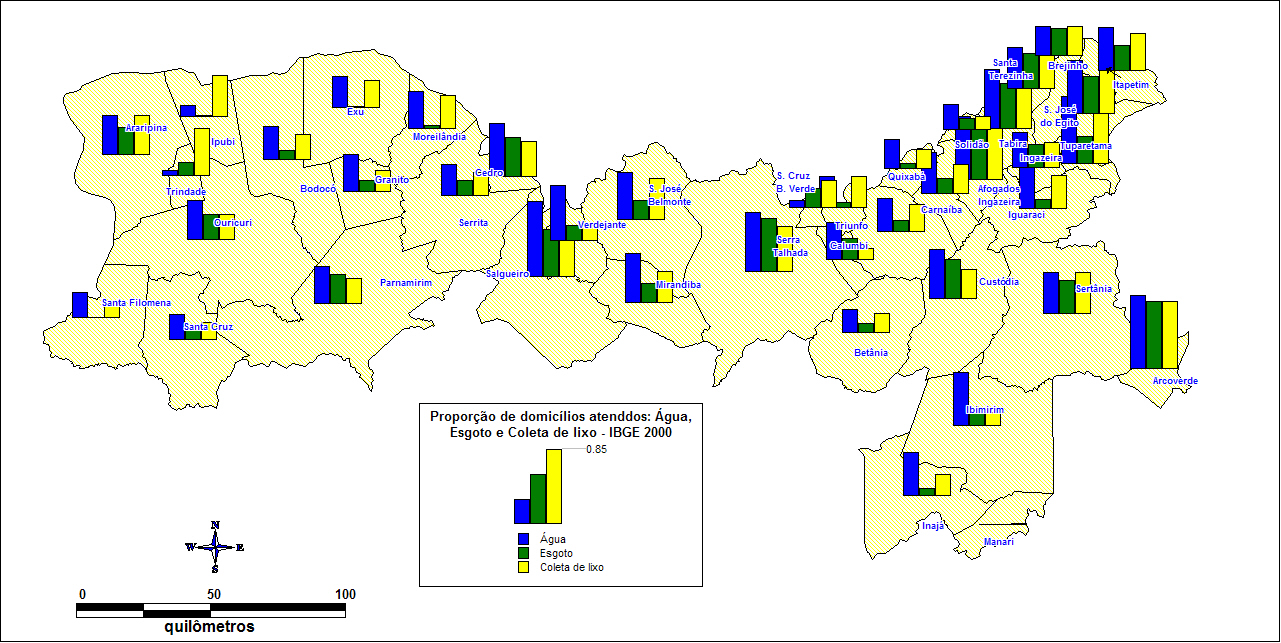 Santa
Terezinha
Brejinho
Itapetim
S. José
do Egito
Tuparetama
Araripina
Ipubi
Exu
Moreilândia
Solidão
Tabira
Ingazeira
Trindade
Bodocó
Granito
Cedro
S. Cruz
B. Verde
Quixaba
Afogados
Ingazeira
Iguaraci
Carnaíba
S. José
Belmonte
Ouricuri
Serrita
Verdejante
Triunfo
Calumbi
Serra
Talhada
Salgueiro
Parnamirim
Mirandiba
Custódia
Sertânia
Santa Filomena
Santa Cruz
Betânia
Arcoverde
Ibimirim
Inajá
Manari
Proporção de domicílios atenddos: Água,
Esgoto e Coleta de lixo - IBGE 2000
0.85
Água
Esgoto
Coleta de lixo
N
W E
S
0 50 100
quilômetros